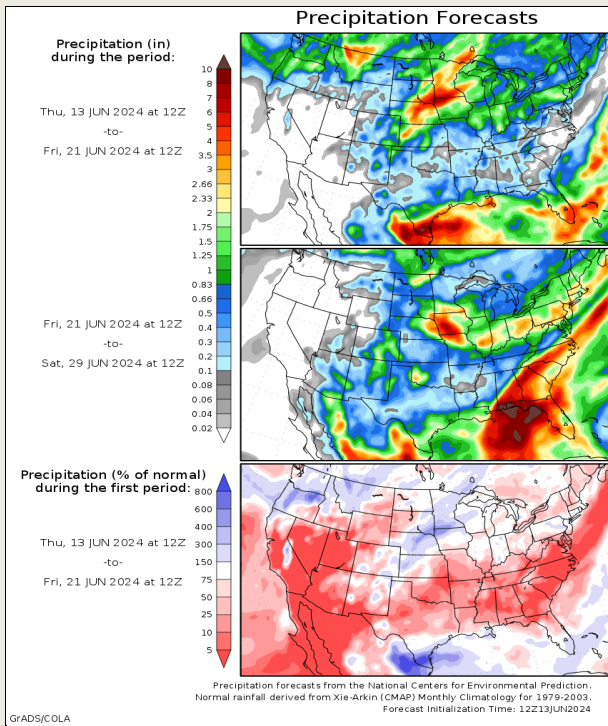 Precipitation Forecasts
Precipitation (in)
during the period:
Thu, 13 JUN 2024 at 12Z
-to-
Fri, 21 JUN 2024 at 12Z
10
8
7
6
5
4
3.5
3
2.66
2.33
2
1.75
1.5
1.25
1
0.83
0.66
0.5
0.4
0.3
0.2
0.1
0.08
0.06
0.04
0.02
Fri, 21 JUN 2024 at 12Z
-to-
Sat, 29 JUN 2024 at 12Z
Precipitation (% of normal)
during the first period:
Thu, 13 JUN 2024 at 12Z
-to-
Fri, 21 JUN 2024 at 12Z
800
600
400
300
150
75
50
25
10
5
Precipitation forecasts from the National Centers for Environmental Prediction.
Normal rainfall derived from Xie-Arkin (CMAP) Monthly Climatology for 1979-2003.
Forecast Initialization Time: 12Z13JUN2024
GrADS/COLA